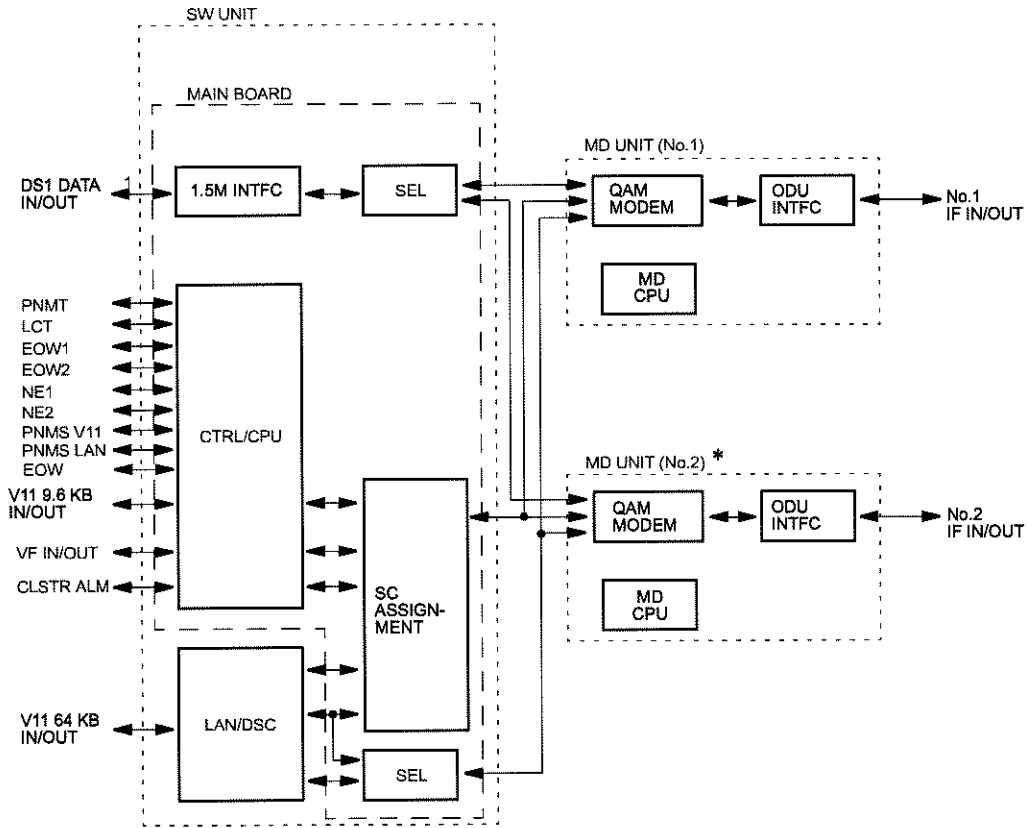 SW UNIT
MAIN BOARD
DS1 DATA
IN/OUT
1.5M INTFC
SEL
MD UNIT (No.1)
QAM
MODEM
ODU
INTFC
No.1
IF IN/OUT
MD
CPU
PNMT
LCT
EOW1
EOW2
NE1
NE2
PNMS V11
PNMS LAN
EOW
V11 9.6 KB
IN/OUT
VF IN/OUT
CLSTR ALM
CTRL/CPU
SC
ASSIGN-
MENT
MD UNIT (No.2) *
QAM
MODEM
ODU
INTFC
No.2
IF IN/OUT
MD
CPU
V11 64 KB
IN/OUT
LAN/DSC
SEL